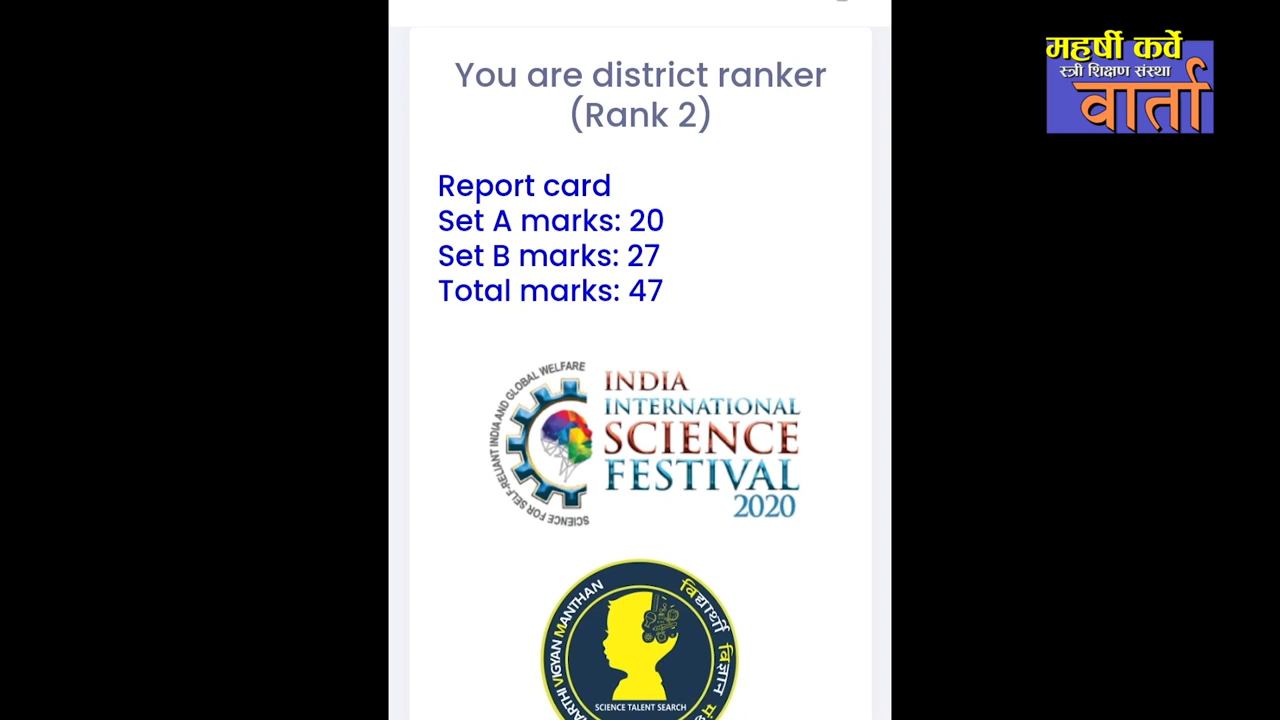 महर्षी कर्वे
स्त्री शिक्षण संस्था
वार्ता
You are district ranker
(Rank 2)
Report card
Set A marks: 20
Set B marks: 27
Total marks: 47
SCIENCE FOR SELF-RELIANT INDIA AND GLOBAL WELFARE
INDIA
INTERNATIONAL
SCIENCE
FESTIVAL
2020
VIGYAN MANTHAN
विद्यार्थी विज्ञान
SCIENCE TALENT SEARCH